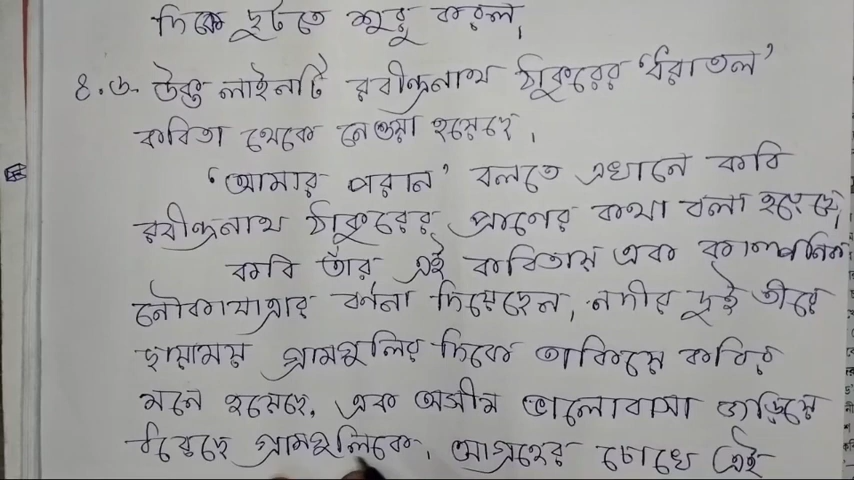 দিকে ছুটতে শুরু করল।
৪.৬. উক্ত লাইনটি রবীন্দ্রনাথ ঠাকুরের 'ধরাতল'
কবিতা থেকে নেওয়া হয়েছে।
'আমার পরান' বলতে এখানে কবি
রবীন্দ্রনাথ ঠাকুরের প্রাণের কথা বলা হয়েছে।
কবি তাঁর এই কবিতায় এক কাল্পনিক
নৌকাযাত্রার বর্ণনা দিয়েছেন। নদীর দুই তীরে
ছায়াময় গ্রামগুলির দিকে তাকিয়ে কবির
মনে হয়েছে, এক অসীম ভালোবাসা জড়িয়ে
ধরেছে গ্রামগুলিকে। আগ্রহের চোখে এই